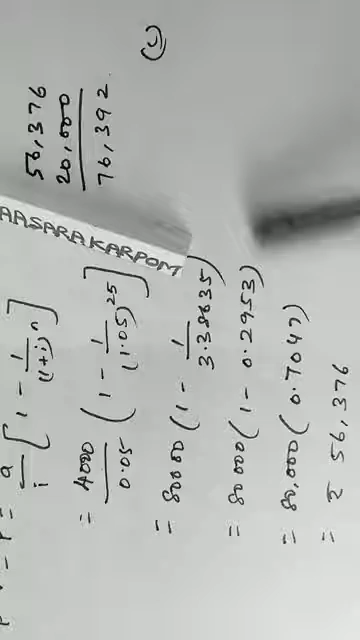 P = a/i [1 - 1/(1+i)^n]
= 4000/0.05 (1 - 1/(1.05)^25)]
= 80000 (1 - 1/3.38635)
= 80000 (1 - 0.2953)
= 80,000 (0.7047)
= ₹ 56,376
AASARAKARPOM
56,376
20,000
76,392
(c)